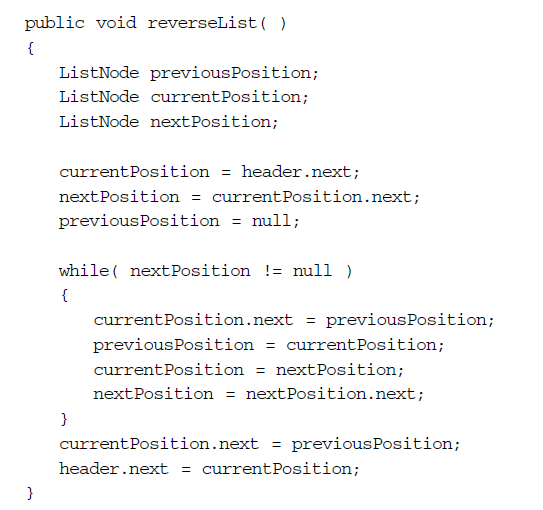 public void reverseList( )
{
ListNode previousPosition;
ListNode currentPosition;
ListNode nextPosition;
currentPosition = header.next;
nextPosition = currentPosition.next;
previousPosition = null;
while( nextPosition != null )
{
currentPosition.next = previousPosition;
previousPosition = currentPosition;
currentPosition = nextPosition;
nextPosition = nextPosition.next;
}
currentPosition.next = previousPosition;
header.next = currentPosition;
}